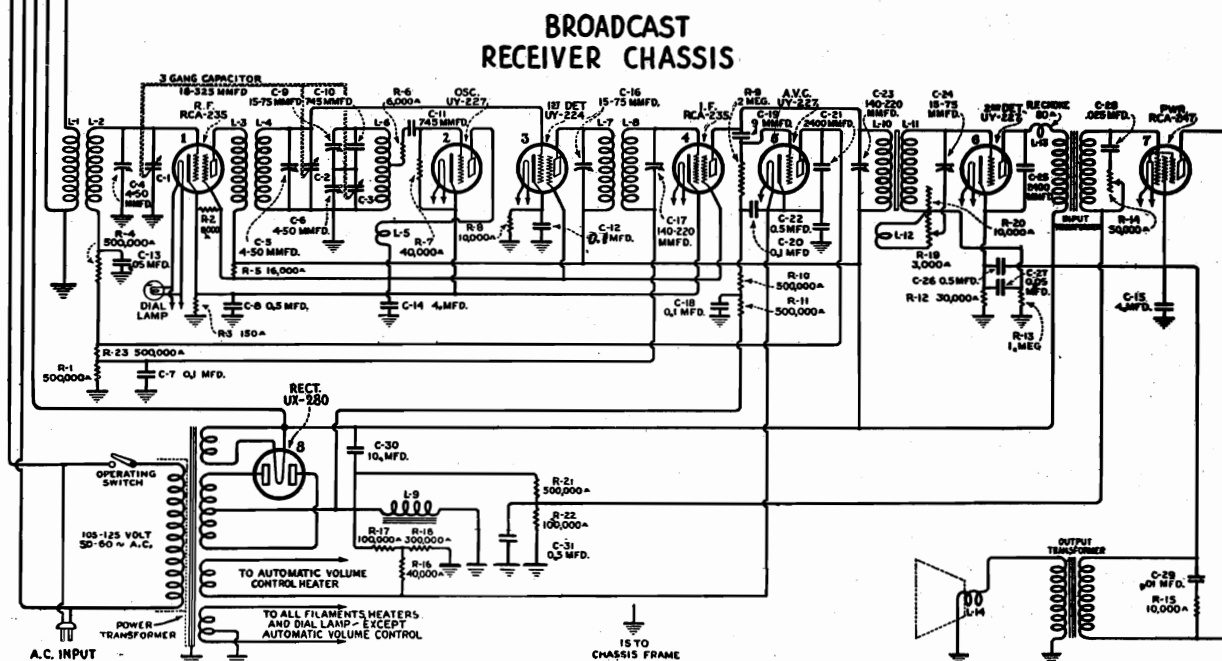 BROADCAST
RECEIVER CHASSIS
3 GANG CAPACITOR
18-325 MMFD
C-9
15-75 MMFD.
C-10
745 MMFD.
R-6
6,000
C-11
745 MMFD.
OSC.
UY-227
1ST DET
UY-224
C-16
15-75 MMFD.
I.F.
RCA-235
R-9
2 MEG.
A.V.C.
UY-227
C-19
9 MMFD.
C-21
2400 MMFD.
C-23
140-220
MMFD.
C-24
15-75
MMFD.
2ND DET
UY-227
R.F. CHOKE
80
L-13
C-28
.025 MFD.
PWR.
RCA-247
R.F.
RCA-235
L-1
L-2
L-3
L-4
L-6
L-7
L-8
L-10
L-11
1
2
3
4
5
6
7
C-4
4-50
MMFD.
C-1
C-2
C-3
R-2
C-6
4-50 MMFD.
C-5
4-50 MMFD.
L-5
R-7
40,000
R-8
10,000
C-12
MFD.
C-17
140-220
MMFD.
C-22
0.5 MFD.
C-20
0.1 MFD
L-12
R-20
10,000
C-25
2400
MMFD.
INPUT
TRANSFORMER
R-14
50,000
R-4
500,000
C-13
.05 MFD.
DIAL
LAMP
R-5 16,000
C-8 0.5 MFD.
R-3 150
C-14 4. MFD.
C-18
0.1 MFD.
R-10
500,000
R-11
500,000
R-19
3,000
C-26 0.5 MFD.
C-27
0.05
MFD.
R-12 30,000
R-13
1. MEG
C-15
4. MFD.
R-23 500,000
R-1
500,000
C-7 0.1 MFD.
RECT.
UX-280
8
C-30
10. MFD.
OPERATING
SWITCH
105-125 VOLT
50-60 ~ A.C.
L-9
R-17
100,000
R-18
300,000
R-16
40,000
R-21
500,000
R-22
100,000
C-31
0.5 MFD.
TO AUTOMATIC VOLUME
CONTROL HEATER
TO ALL FILAMENTS, HEATERS
AND DIAL LAMP - EXCEPT
AUTOMATIC VOLUME CONTROL
POWER
TRANSFORMER
A.C. INPUT
IS TO
CHASSIS FRAME
OUTPUT
TRANSFORMER
L-14
C-29
.01 MFD.
R-15
10,000